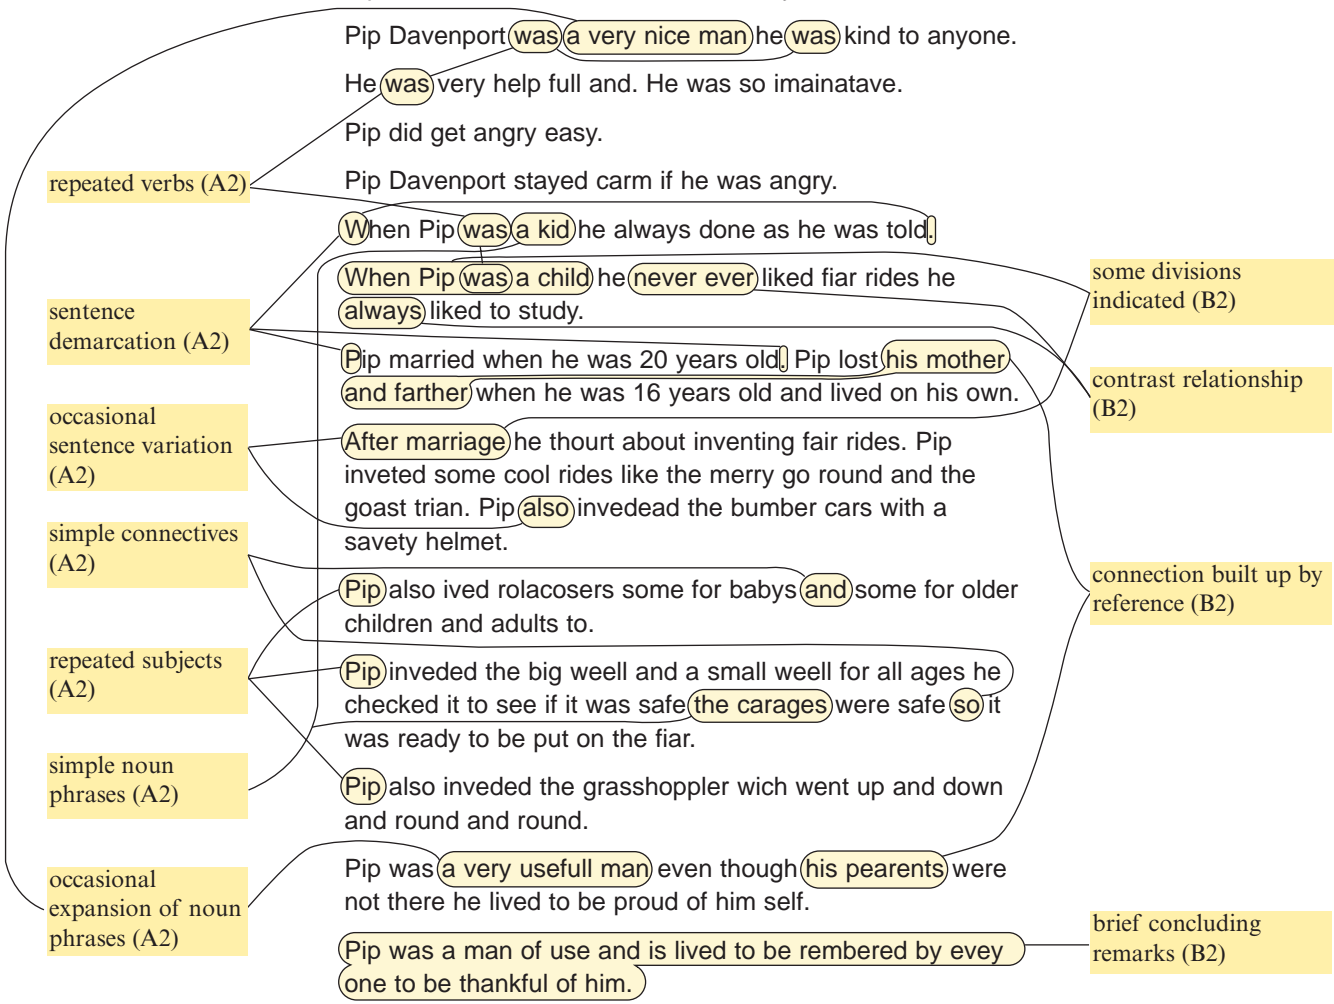 Pip Davenport was a very nice man he was kind to anyone.
He was very help full and. He was so imainatave.
Pip did get angry easy.
Pip Davenport stayed carm if he was angry.
When Pip was a kid he always done as he was told.
When Pip was a child he never ever liked fiar rides he
always liked to study.
Pip married when he was 20 years old. Pip lost his mother
and farther when he was 16 years old and lived on his own.
After marriage he thourt about inventing fair rides. Pip
inveted some cool rides like the merry go round and the
goast trian. Pip also invedead the bumber cars with a
savety helmet.
Pip also ived rolacosers some for babys and some for older
children and adults to.
Pip inveded the big weell and a small weell for all ages he
checked it to see if it was safe the carages were safe so it
was ready to be put on the fiar.
Pip also inveded the grasshoppler wich went up and down
and round and round.
Pip was a very usefull man even though his pearents were
not there he lived to be proud of him self.
Pip was a man of use and is lived to be rembered by evey
one to be thankful of him.
repeated verbs (A2)
sentence
demarcation (A2)
occasional
sentence variation
(A2)
simple connectives
(A2)
repeated subjects
(A2)
simple noun
phrases (A2)
occasional
expansion of noun
phrases (A2)
some divisions
indicated (B2)
contrast relationship
(B2)
connection built up by
reference (B2)
brief concluding
remarks (B2)